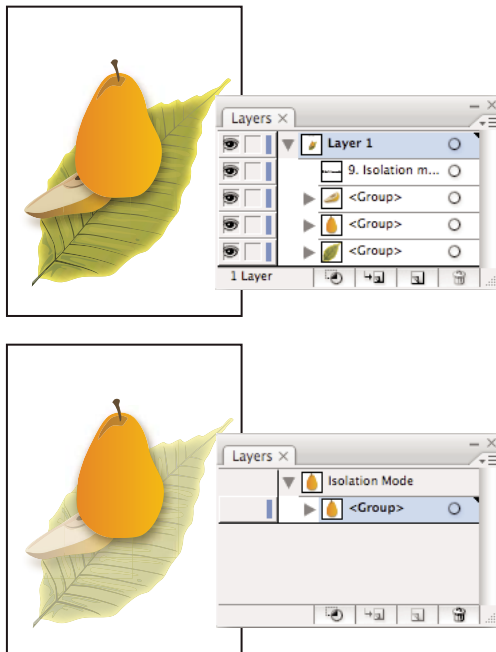 Layers ×
Layer 1
9. Isolation m...
<Group>
<Group>
<Group>
1 Layer
Layers ×
Isolation Mode
<Group>